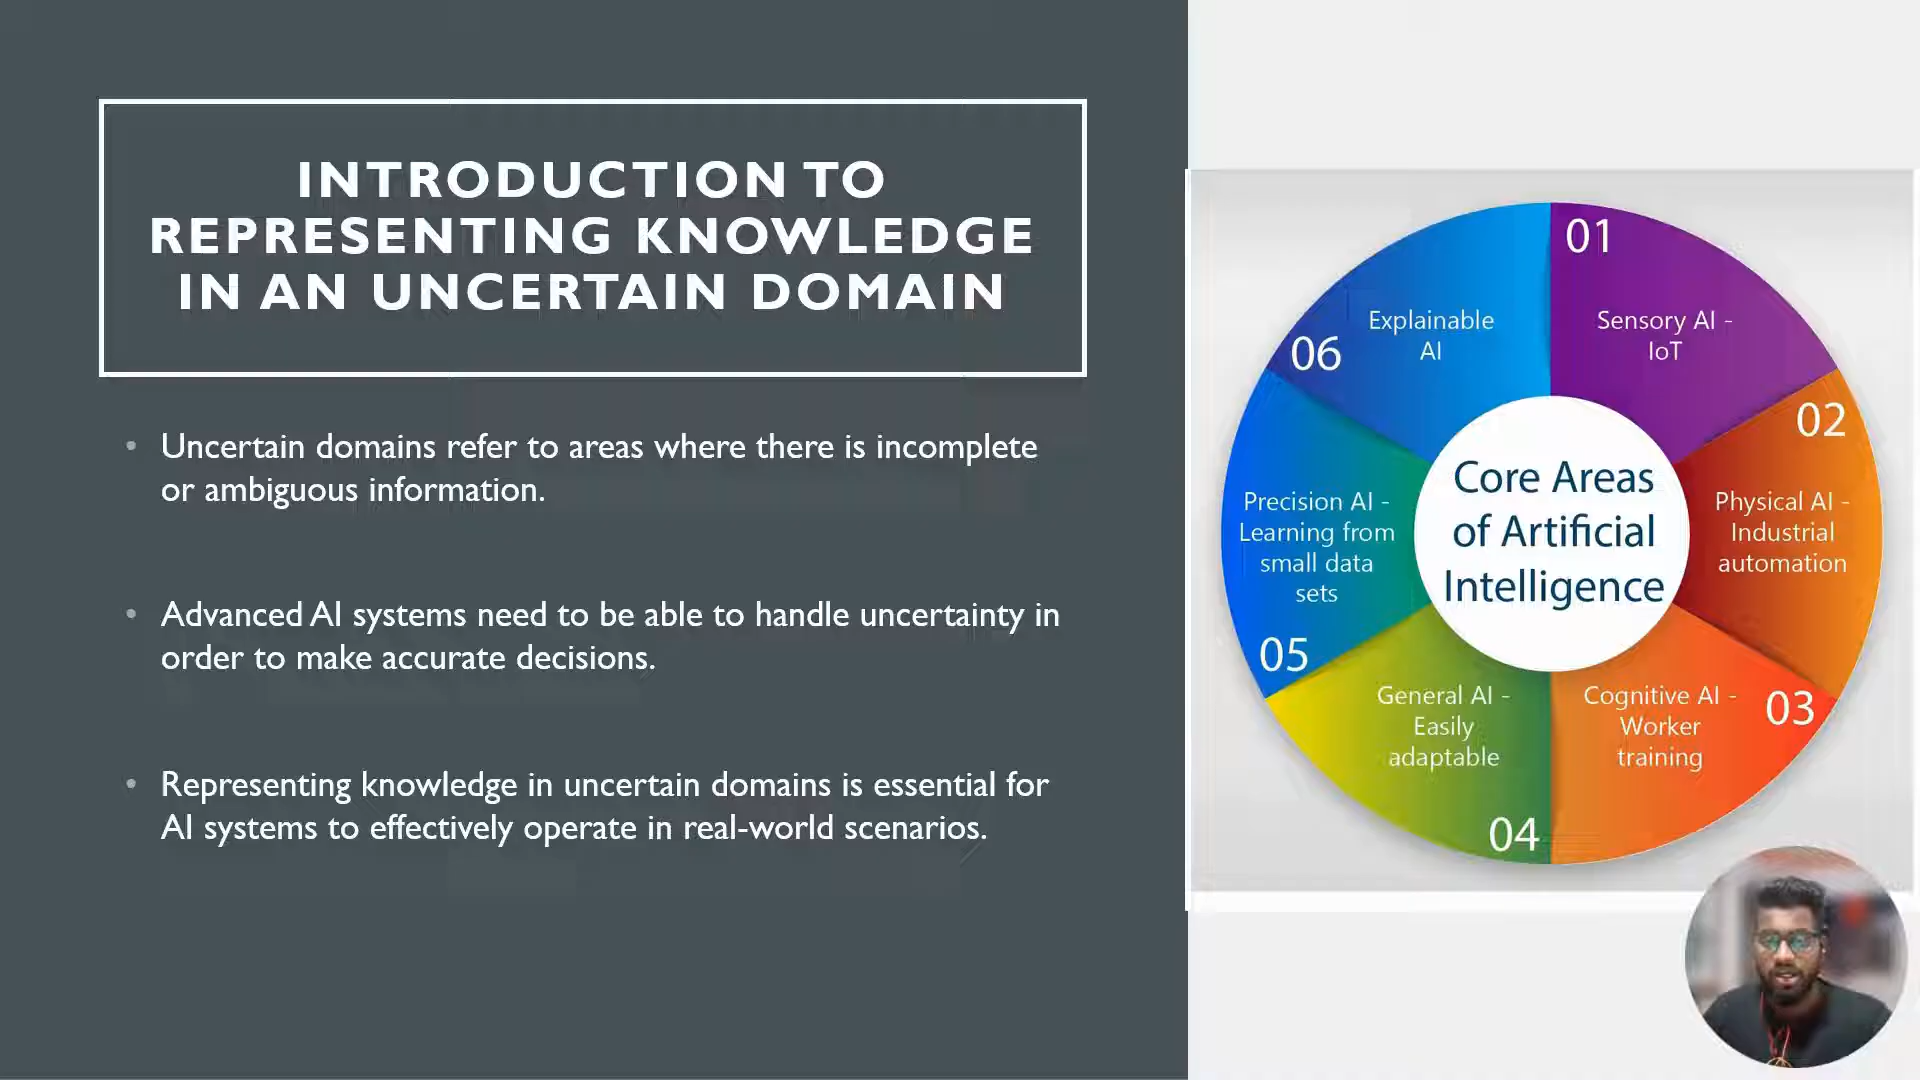 INTRODUCTION TO
REPRESENTING KNOWLEDGE
IN AN UNCERTAIN DOMAIN
• Uncertain domains refer to areas where there is incomplete
or ambiguous information.
• Advanced AI systems need to be able to handle uncertainty in
order to make accurate decisions.
• Representing knowledge in uncertain domains is essential for
AI systems to effectively operate in real-world scenarios.
Core Areas
of Artificial
Intelligence
01
Sensory AI -
IoT
02
Physical AI -
Industrial
automation
03
Cognitive AI -
Worker
training
04
General AI -
Easily
adaptable
05
Precision AI -
Learning from
small data
sets
06
Explainable
AI